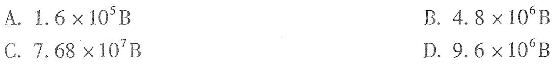 A. 1.6 × 10⁵B B. 4.8 × 10⁶B
C. 7.68 × 10⁷B D. 9.6 × 10⁶B